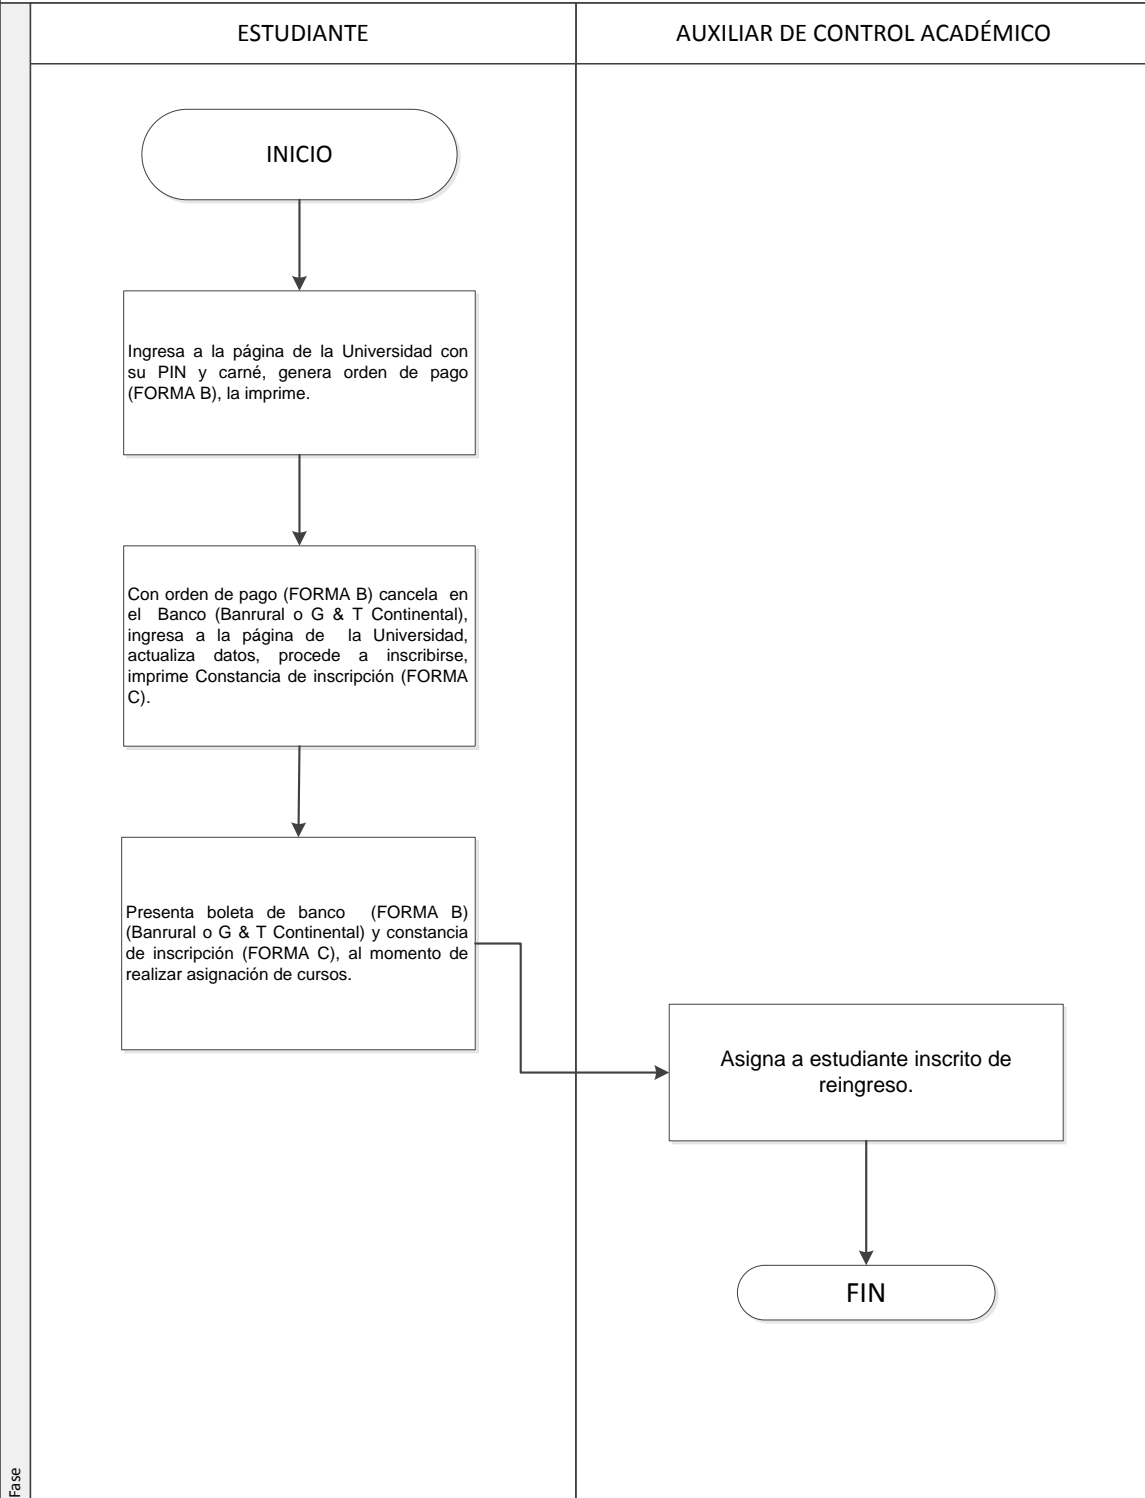 ESTUDIANTE
AUXILIAR DE CONTROL ACADÉMICO
INICIO
Ingresa a la página de la Universidad con
su PIN y carné, genera orden de pago
(FORMA B), la imprime.
Con orden de pago (FORMA B) cancela en
el Banco (Banrural o G & T Continental),
ingresa a la página de la Universidad,
actualiza datos, procede a inscribirse,
imprime Constancia de inscripción (FORMA
C).
Presenta boleta de banco (FORMA B)
(Banrural o G & T Continental) y constancia
de inscripción (FORMA C), al momento de
realizar asignación de cursos.
Asigna a estudiante inscrito de
reingreso.
FIN
Fase